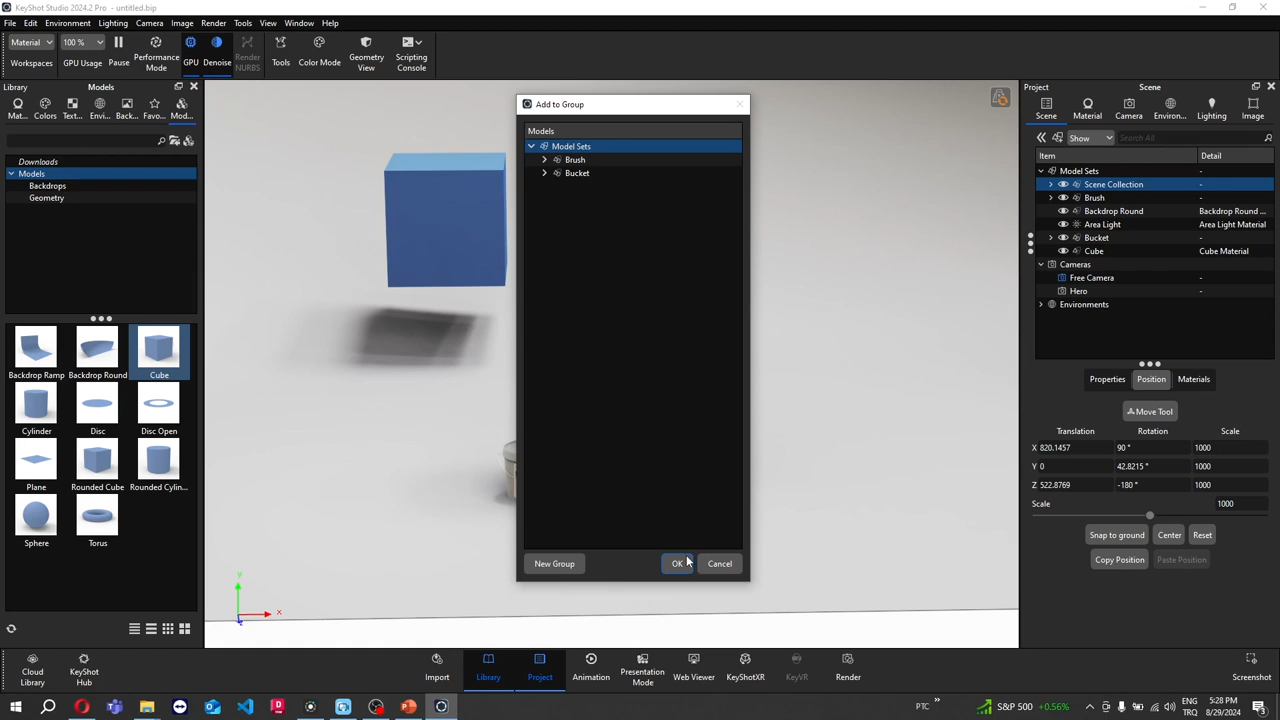 KeyShot Studio 2024.2 Pro - untitled.bip
File Edit Environment Lighting Camera Image Render Tools View Window Help
Material 100 %
Workspaces GPU Usage Pause Performance Mode GPU Denoise Render NURBS Tools Color Mode Geometry View Scripting Console
Library Models
Mat... Colors Text... Envi... Back... Favo... Mod...
Downloads
Models
Backdrops
Geometry
Backdrop Ramp Backdrop Round Cube
Cylinder Disc Disc Open
Plane Rounded Cube Rounded Cylin...
Sphere Torus
Add to Group
Models
Model Sets
Brush
Bucket
New Group OK Cancel
y
x
Project Scene
Scene Material Camera Enviro... Lighting Image
Show Search All
Item Detail
Model Sets -
Scene Collection -
Brush -
Backdrop Round Backdrop Round ...
Area Light Area Light Material
Bucket -
Cube Cube Material
Cameras
Free Camera -
Hero -
Environments
Properties Position Materials
Move Tool
Translation Rotation Scale
X 820.1457 90 ° 1000
Y 0 42.8215 ° 1000
Z 522.8769 -180 ° 1000
Scale 1000
Snap to ground Center Reset
Copy Position Paste Position
Cloud Library KeyShot Hub Import Library Project Animation Presentation Mode Web Viewer KeyShotXR KeyVR Render Screenshot
PTC » S&P 500 +0.56% ENG TRQ 5:28 PM 8/29/2024 3